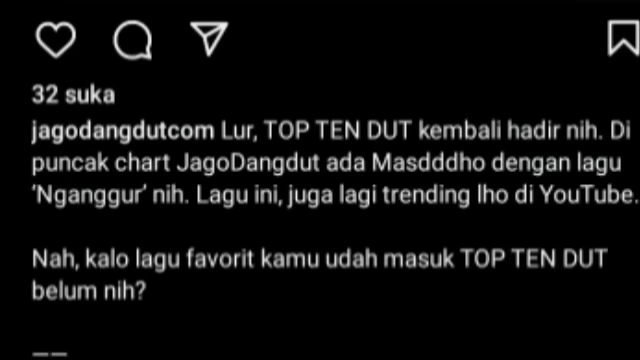 32 suka
jagodangdutcom Lur, TOP TEN DUT kembali hadir nih. Di
puncak chart JagoDangdut ada Masdddho dengan lagu
‘Nganggur’ nih. Lagu ini, juga lagi trending lho di YouTube.
Nah, kalo lagu favorit kamu udah masuk TOP TEN DUT
belum nih?